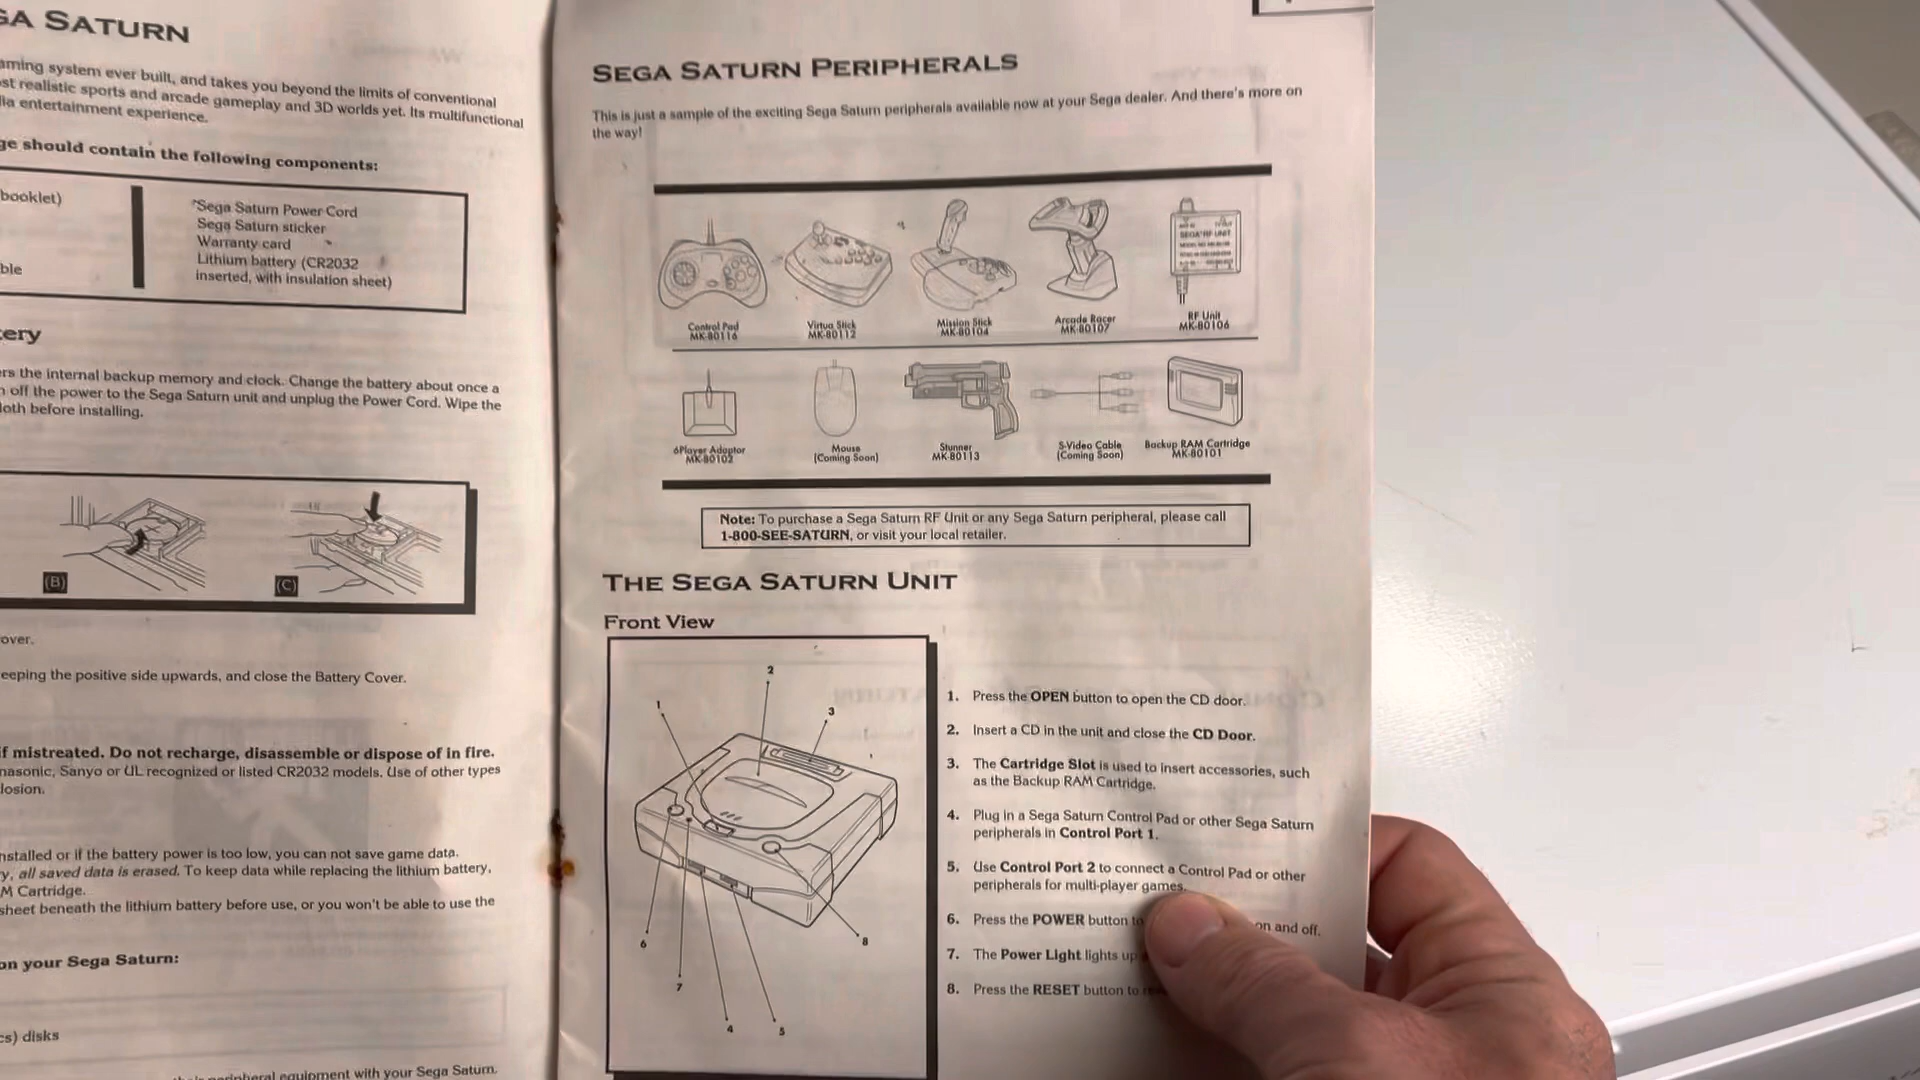 SATURN
aming system ever built, and takes you beyond the limits of conventional
st realistic sports and arcade gameplay and 3D worlds yet. Its multifunctional
ia entertainment experience.
ge should contain the following components:
booklet)
ble
Sega Saturn Power Cord
Sega Saturn sticker
Warranty card
Lithium battery (CR2032
inserted, with insulation sheet)
tery
rs the internal backup memory and clock. Change the battery about once a
n off the power to the Sega Saturn unit and unplug the Power Cord. Wipe the
loth before installing.
(B)
(C)
over.
eeping the positive side upwards, and close the Battery Cover.
if mistreated. Do not recharge, disassemble or dispose of in fire.
nasonic, Sanyo or UL recognized or listed CR2032 models. Use of other types
losion.
nstalled or if the battery power is too low, you can not save game data.
y, all saved data is erased. To keep data while replacing the lithium battery,
M Cartridge.
sheet beneath the lithium battery before use, or you won't be able to use the
on your Sega Saturn:
cs) disks
peripheral equipment with your Sega Saturn.
SEGA SATURN PERIPHERALS
This is just a sample of the exciting Sega Saturn peripherals available now at your Sega dealer. And there's more on
the way!
SEGA RF UNIT
Control Pad
MK-80116
Virtua Stick
MK-80112
Mission Stick
MK-80104
Arcade Racer
MK-80107
RF Unit
MK-80106
6Player Adaptor
MK-80102
Mouse
(Coming Soon)
Stunner
MK-80113
S-Video Cable
(Coming Soon)
Backup RAM Cartridge
MK-80101
Note: To purchase a Sega Saturn RF Unit or any Sega Saturn peripheral, please call
1-800-SEE-SATURN, or visit your local retailer.
THE SEGA SATURN UNIT
Front View
1
2
3
6
7
4
5
8
1. Press the OPEN button to open the CD door.
2. Insert a CD in the unit and close the CD Door.
3. The Cartridge Slot is used to insert accessories, such
as the Backup RAM Cartridge.
4. Plug in a Sega Saturn Control Pad or other Sega Saturn
peripherals in Control Port 1.
5. Use Control Port 2 to connect a Control Pad or other
peripherals for multi-player games.
6. Press the POWER button to on and off.
7. The Power Light lights up
8. Press the RESET button to